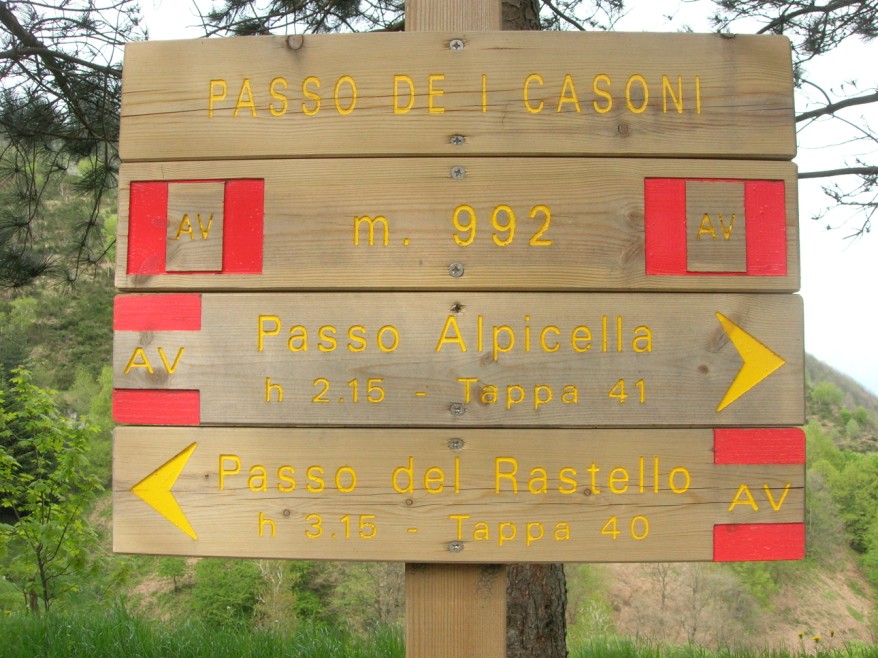 PASSO DE I CASONI
AV m. 992 AV
Passo Alpicella
AV
h 2.15 - Tappa 41
Passo del Rastello
AV
h 3.15 - Tappa 40